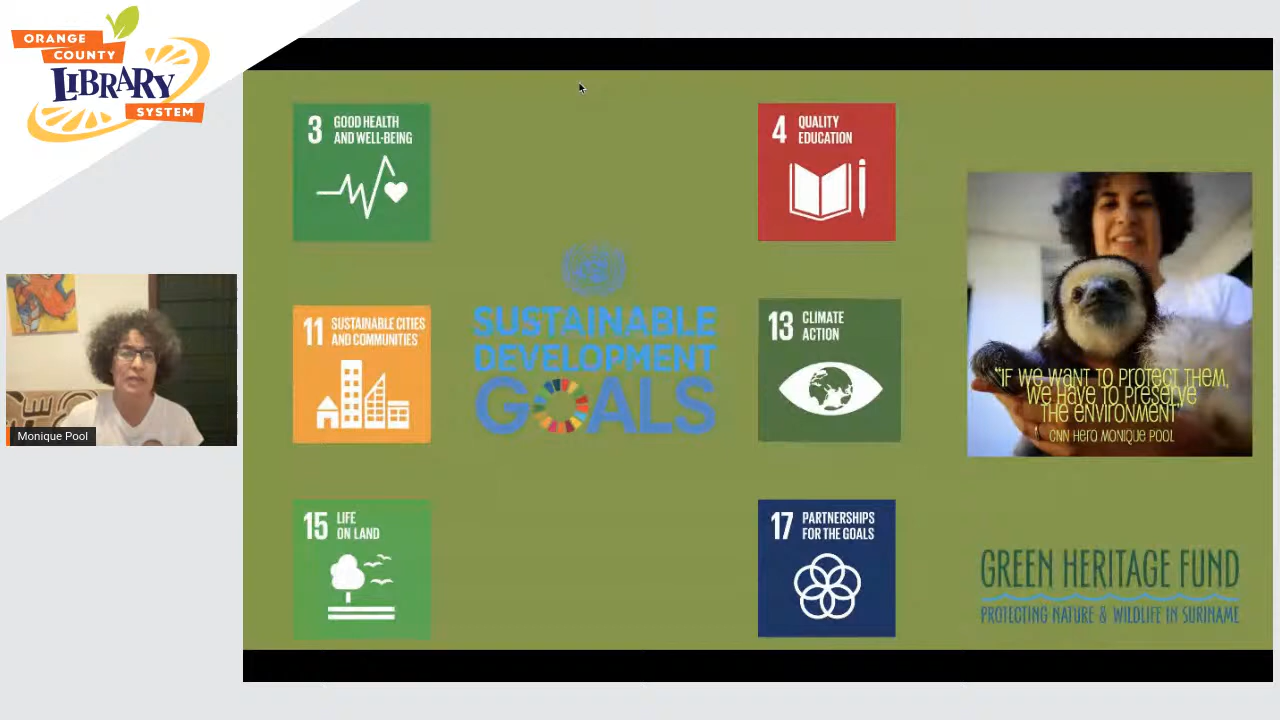 ORANGE
COUNTY
LIBRARY
SYSTEM
Monique Pool
3 GOOD HEALTH
AND WELL-BEING
4 QUALITY
EDUCATION
11 SUSTAINABLE CITIES
AND COMMUNITIES
SUSTAINABLE
DEVELOPMENT
GOALS
13 CLIMATE
ACTION
15 LIFE
ON LAND
17 PARTNERSHIPS
FOR THE GOALS
"IF WE WANT TO PROTECT THEM,
WE HAVE TO PRESERVE
THE ENVIRONMENT"
CNN HERO MONIQUE POOL
GREEN HERITAGE FUND
PROTECTING NATURE & WILDLIFE IN SURINAME